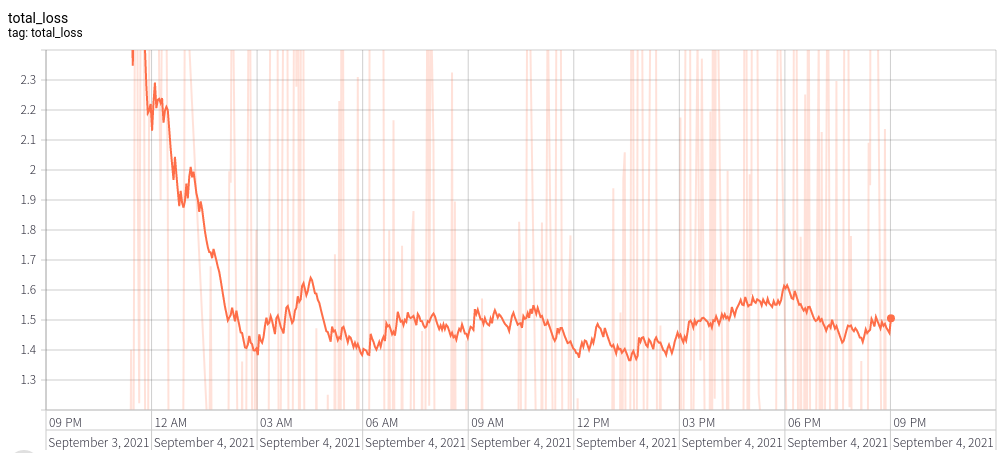 total_loss
tag: total_loss
2.3
2.2
2.1
2
1.9
1.8
1.7
1.6
1.5
1.4
1.3
09 PM 12 AM 03 AM 06 AM 09 AM 12 PM 03 PM 06 PM 09 PM
September 3, 2021 September 4, 2021 September 4, 2021 September 4, 2021 September 4, 2021 September 4, 2021 September 4, 2021 September 4, 2021 September 4, 2021